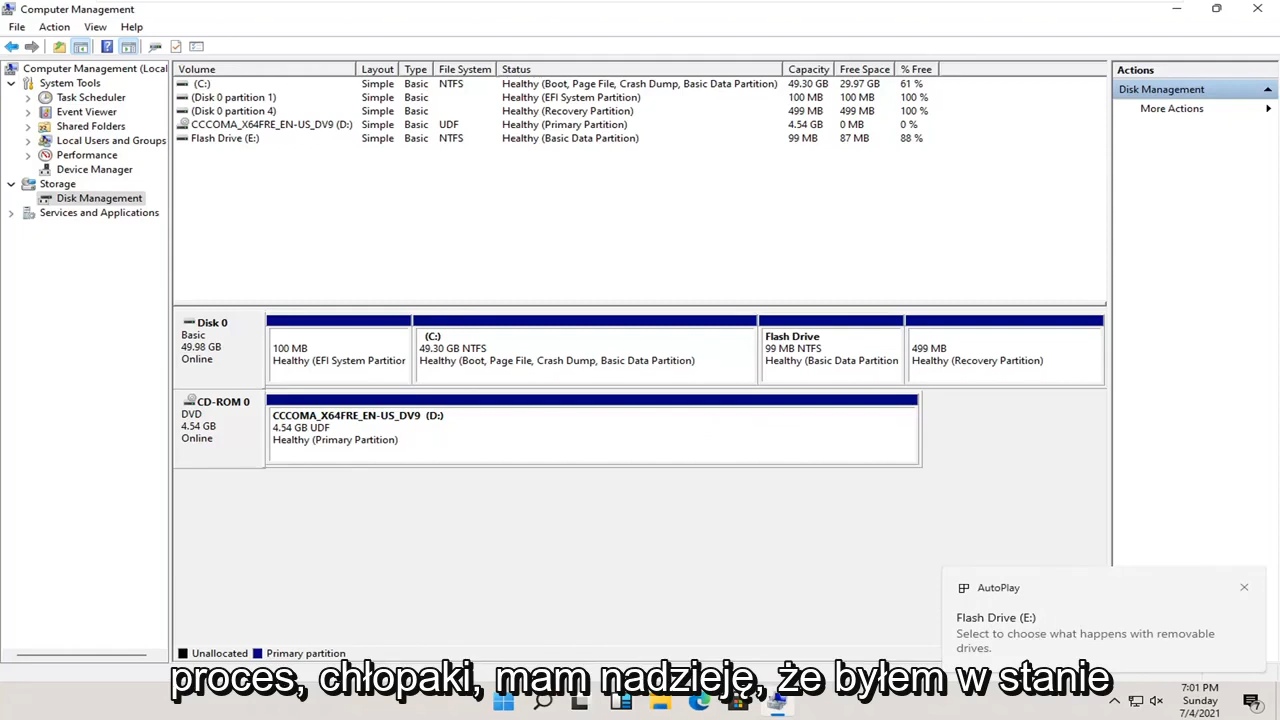 Computer Management
File Action View Help
Computer Management (Local
System Tools
Task Scheduler
Event Viewer
Shared Folders
Local Users and Groups
Performance
Device Manager
Storage
Disk Management
Services and Applications
Volume Layout Type File System Status Capacity Free Space % Free
(C:) Simple Basic NTFS Healthy (Boot, Page File, Crash Dump, Basic Data Partition) 49.30 GB 29.97 GB 61 %
(Disk 0 partition 1) Simple Basic Healthy (EFI System Partition) 100 MB 100 MB 100 %
(Disk 0 partition 4) Simple Basic Healthy (Recovery Partition) 499 MB 499 MB 100 %
CCCOMA_X64FRE_EN-US_DV9 (D:) Simple Basic UDF Healthy (Primary Partition) 4.54 GB 0 MB 0 %
Flash Drive (E:) Simple Basic NTFS Healthy (Basic Data Partition) 99 MB 87 MB 88 %
Disk 0
Basic
49.98 GB
Online
100 MB
Healthy (EFI System Partitior
(C:)
49.30 GB NTFS
Healthy (Boot, Page File, Crash Dump, Basic Data Partition)
Flash Drive
99 MB NTFS
Healthy (Basic Data Partition
499 MB
Healthy (Recovery Partition)
CD-ROM 0
DVD
4.54 GB
Online
CCCOMA_X64FRE_EN-US_DV9 (D:)
4.54 GB UDF
Healthy (Primary Partition)
Unallocated Primary partition
Actions
Disk Management
More Actions
AutoPlay
Flash Drive (E:)
Select to choose what happens with removable
drives.
proces, chłopaki, mam nadzieję, że byłem w stanie
7:01 PM
Sunday
7/4/2021
7